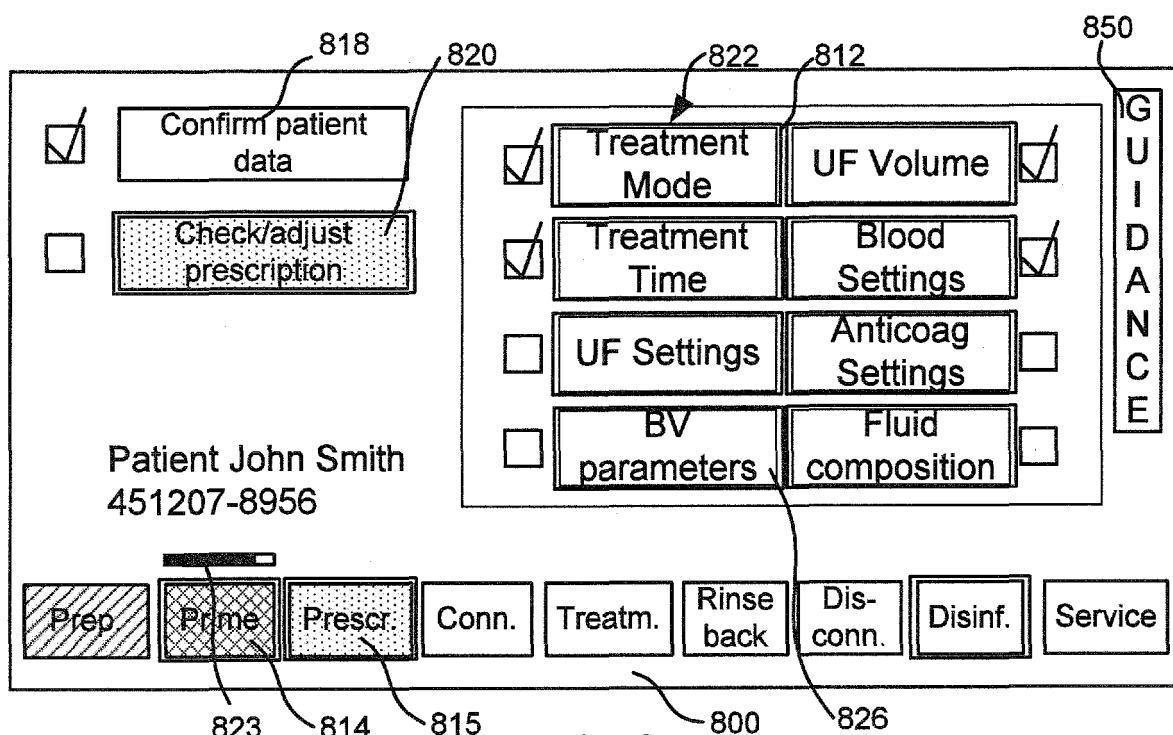 818
820
822
812
850
Confirm patient
data
Check/adjust
prescription
Treatment
Mode
UF Volume
Treatment
Time
Blood
Settings
UF Settings
Anticoag
Settings
BV
parameters
Fluid
composition
GUIDANCE
Patient John Smith
451207-8956
Prep
Prime
Prescr.
Conn.
Treatm.
Rinse
back
Dis-
conn.
Disinf.
Service
823
814
815
800
826